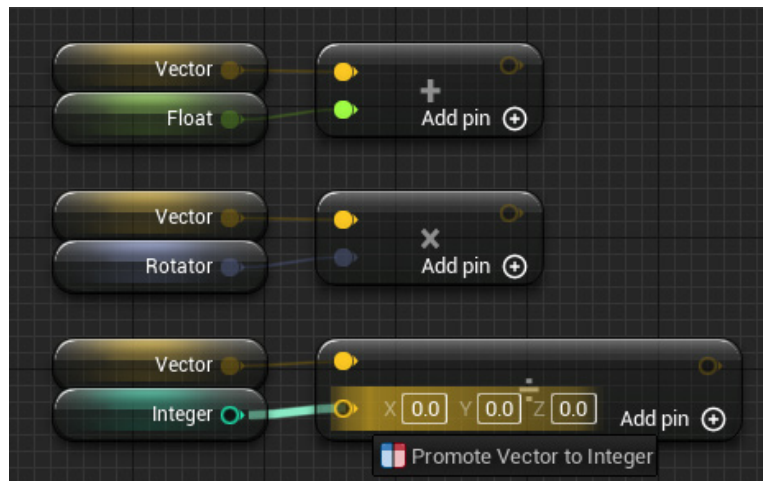 Vector
Float
+
Add pin
Vector
Rotator
×
Add pin
Vector
Integer
X 0.0 Y 0.0 Z 0.0
÷
Add pin
Promote Vector to Integer